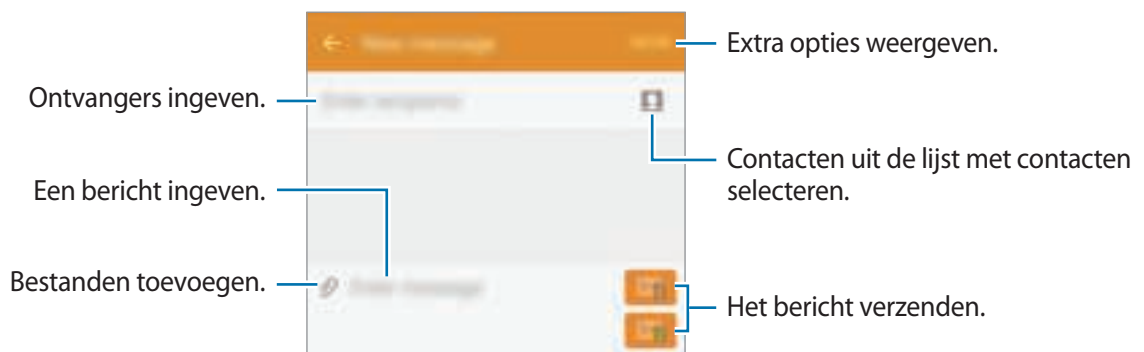 Extra opties weergeven.
Ontvangers ingeven.
Contacten uit de lijst met contacten
selecteren.
Een bericht ingeven.
Bestanden toevoegen.
Het bericht verzenden.